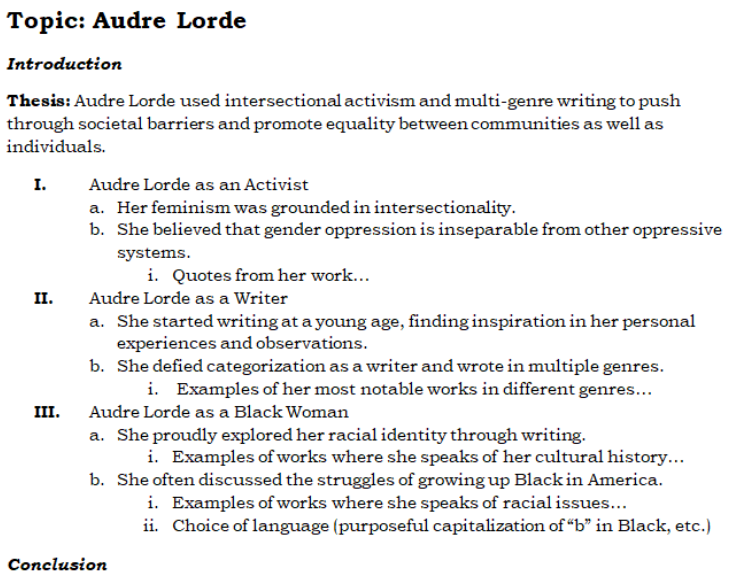 Topic: Audre Lorde
Introduction
Thesis: Audre Lorde used intersectional activism and multi-genre writing to push
through societal barriers and promote equality between communities as well as
individuals.
I. Audre Lorde as an Activist
a. Her feminism was grounded in intersectionality.
b. She believed that gender oppression is inseparable from other oppressive
systems.
i. Quotes from her work...
II. Audre Lorde as a Writer
a. She started writing at a young age, finding inspiration in her personal
experiences and observations.
b. She defied categorization as a writer and wrote in multiple genres.
i. Examples of her most notable works in different genres...
III. Audre Lorde as a Black Woman
a. She proudly explored her racial identity through writing.
i. Examples of works where she speaks of her cultural history...
b. She often discussed the struggles of growing up Black in America.
i. Examples of works where she speaks of racial issues...
ii. Choice of language (purposeful capitalization of “b” in Black, etc.)
Conclusion